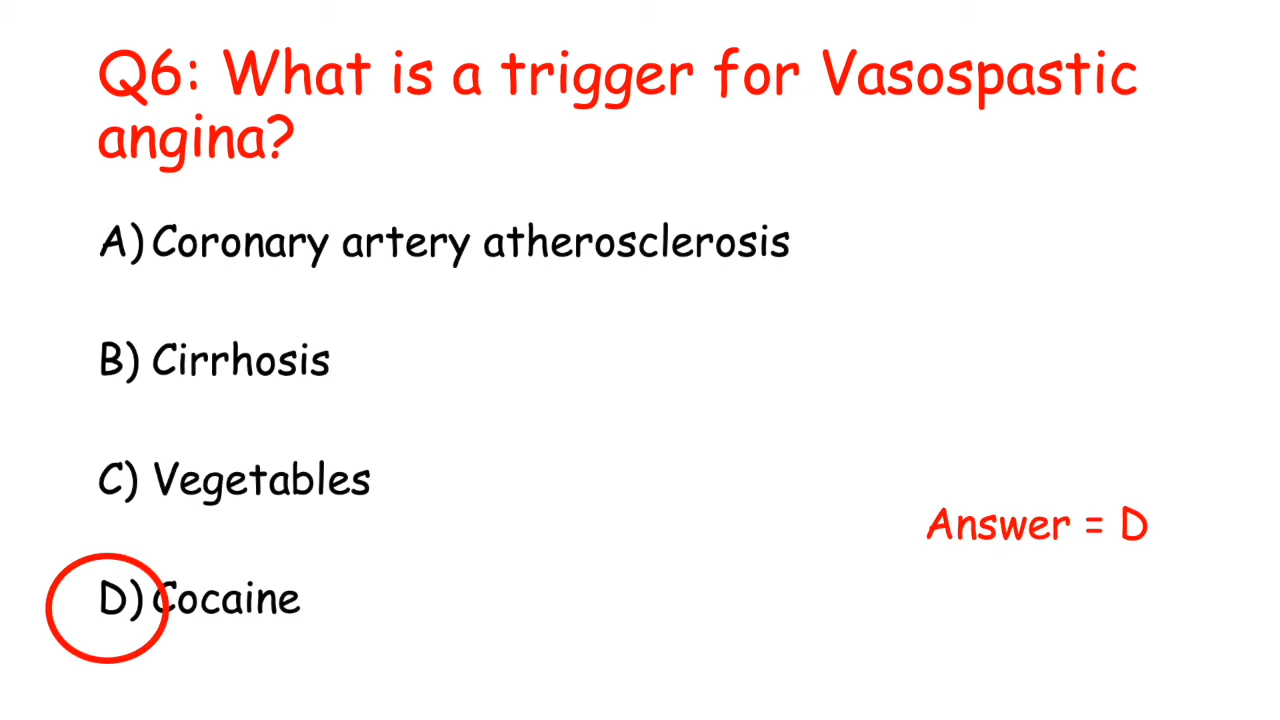 Q6: What is a trigger for Vasospastic
angina?
A) Coronary artery atherosclerosis
B) Cirrhosis
C) Vegetables
Answer = D
D) Cocaine